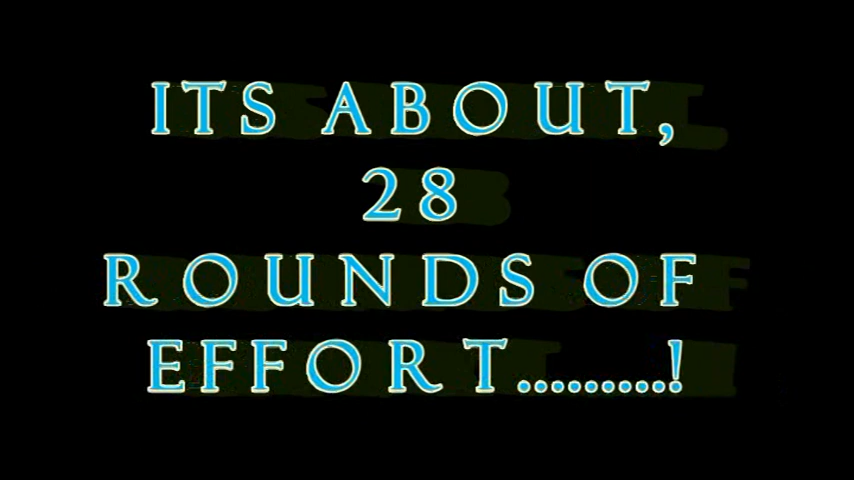 ITS ABOUT,
28
ROUNDS OF
EFFORT.........!